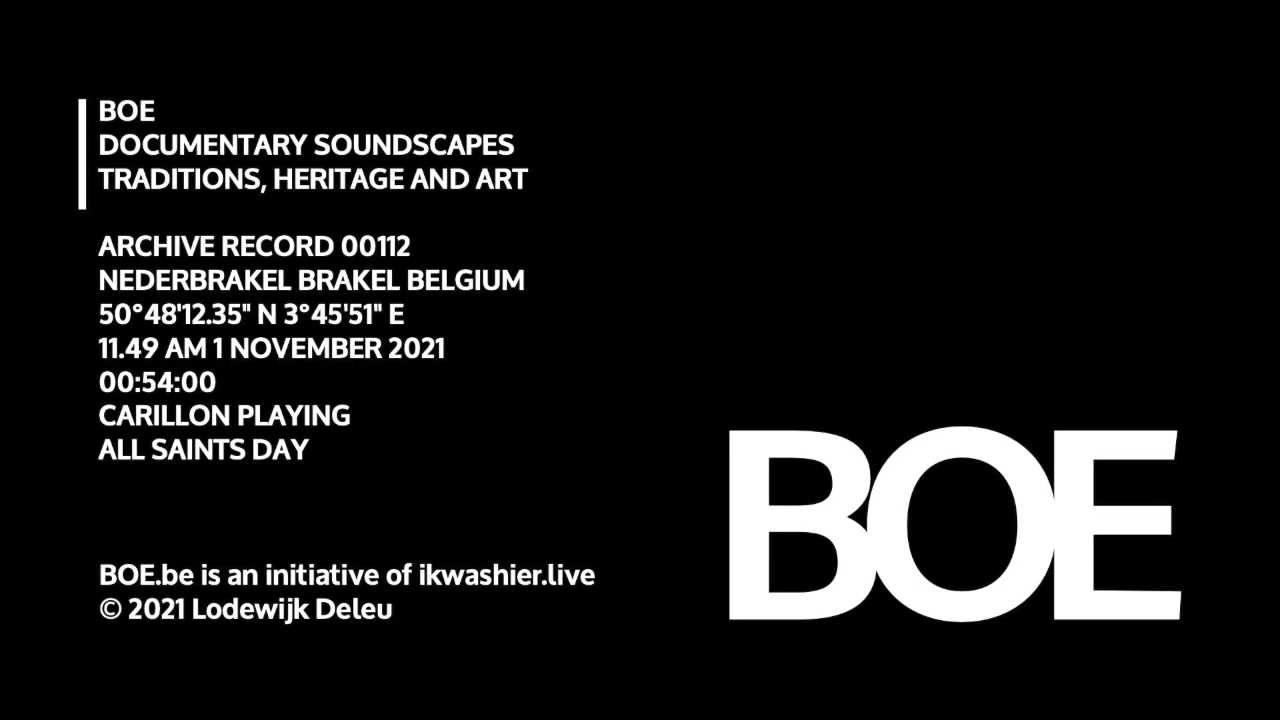 BOE
DOCUMENTARY SOUNDSCAPES
TRADITIONS, HERITAGE AND ART
ARCHIVE RECORD 00112
NEDERBRAKEL BRAKEL BELGIUM
50°48'12.35" N 3°45'51" E
11.49 AM 1 NOVEMBER 2021
00:54:00
CARILLON PLAYING
ALL SAINTS DAY
BOE.be is an initiative of ikwashier.live
© 2021 Lodewijk Deleu
BOE